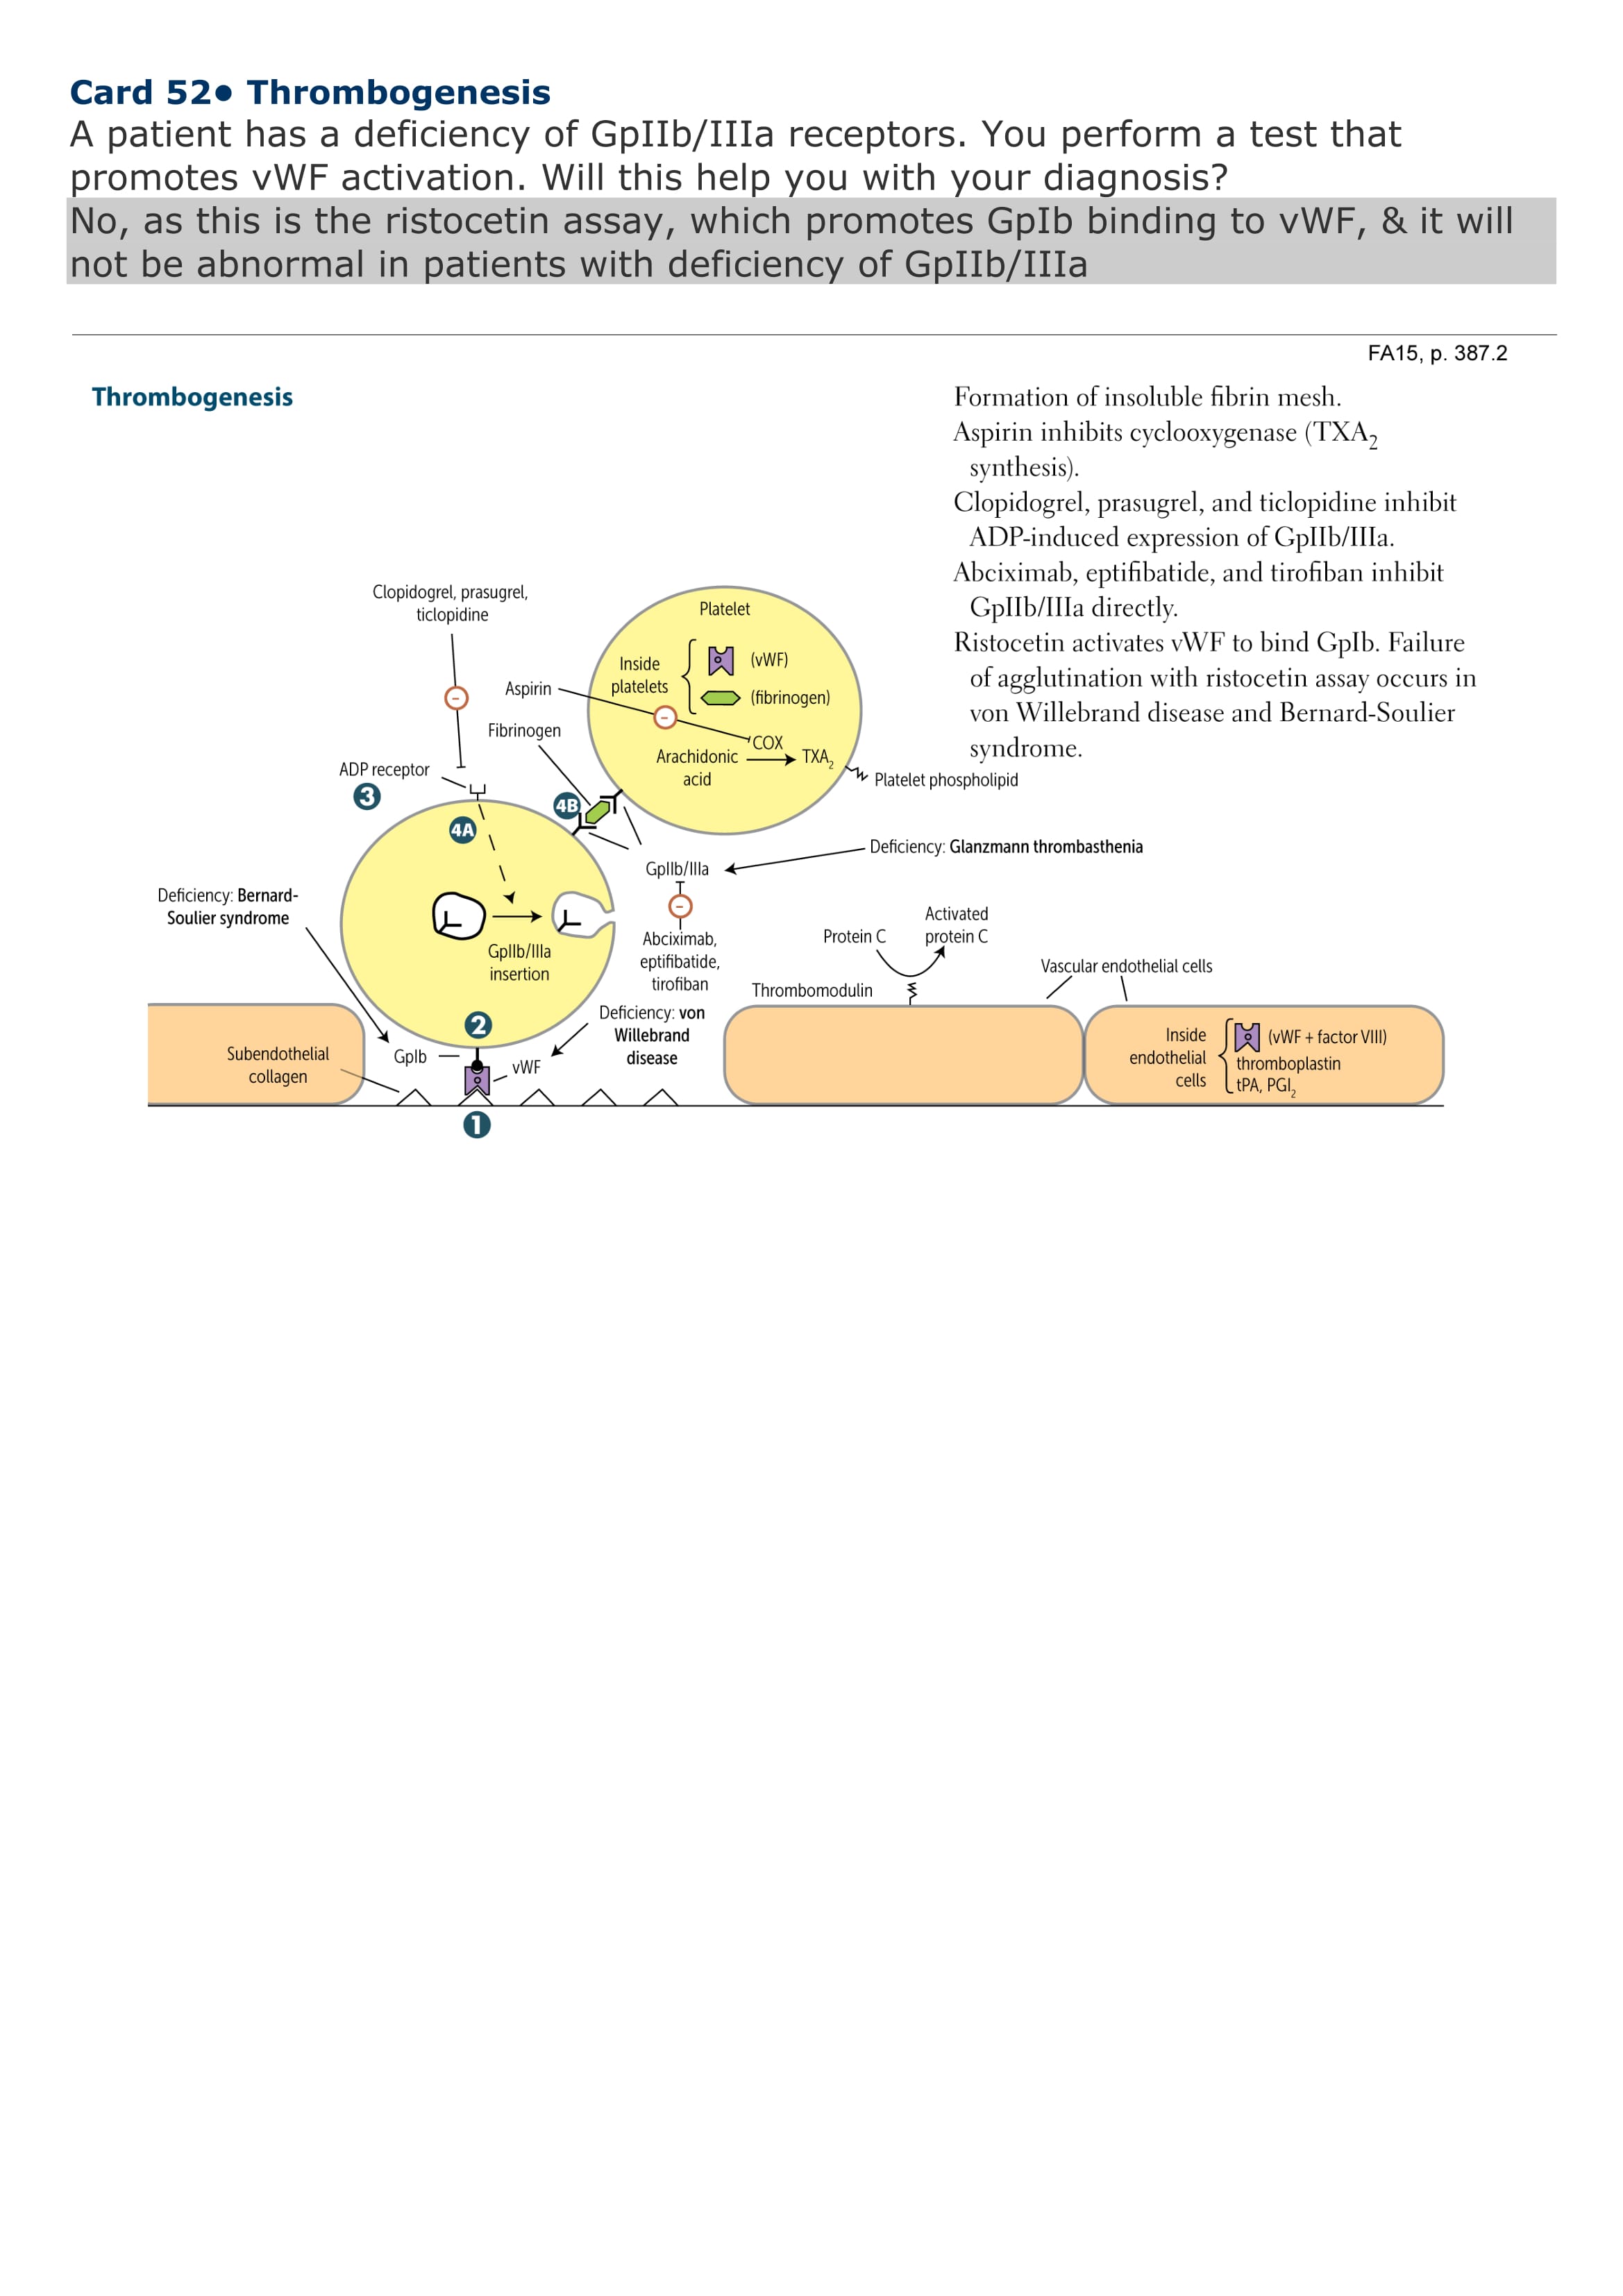 Card 52• Thrombogenesis
A patient has a deficiency of GpIIb/IIIa receptors. You perform a test that
promotes vWF activation. Will this help you with your diagnosis?
No, as this is the ristocetin assay, which promotes GpIb binding to vWF, & it will
not be abnormal in patients with deficiency of GpIIb/IIIa
FA15, p. 387.2
Thrombogenesis
Formation of insoluble fibrin mesh.
Aspirin inhibits cyclooxygenase (TXA2
synthesis).
Clopidogrel, prasugrel, and ticlopidine inhibit
ADP-induced expression of GpIIb/IIIa.
Abciximab, eptifibatide, and tirofiban inhibit
GpIIb/IIIa directly.
Ristocetin activates vWF to bind GpIb. Failure
of agglutination with ristocetin assay occurs in
von Willebrand disease and Bernard-Soulier
syndrome.
Clopidogrel, prasugrel,
ticlopidine
Platelet
Inside
platelets
(vWF)
(fibrinogen)
Aspirin
Fibrinogen
COX
Arachidonic
acid
TXA2
Platelet phospholipid
ADP receptor
3
4A
4B
GpIIb/IIIa
Deficiency: Glanzmann thrombasthenia
Deficiency: Bernard-
Soulier syndrome
GpIIb/IIIa
insertion
Abciximab,
eptifibatide,
tirofiban
Protein C
Activated
protein C
Thrombomodulin
Vascular endothelial cells
Deficiency: von
Willebrand
disease
2
GpIb
vWF
Subendothelial
collagen
1
Inside
endothelial
cells
(vWF + factor VIII)
thromboplastin
tPA, PGI2